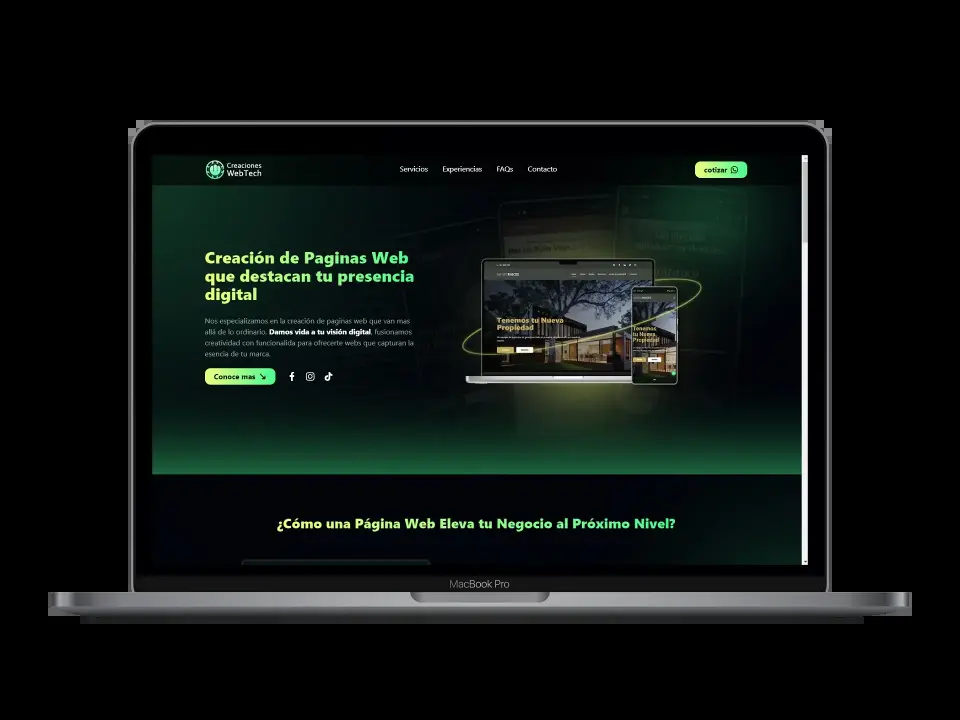 Creaciones
WebTech
Servicios
Experiencias
FAQs
Contacto
cotizar
Creación de Paginas Web
que destacan tu presencia
digital
Nos especializamos en la creación de paginas web que van mas
allá de lo ordinario. Damos vida a tu visión digital, fusionamos
creatividad con funcionalida para ofrecerte webs que capturan la
esencia de tu marca.
Conoce mas
Tenemos tu Nueva
Propiedad
Tenemos
tu Nueva
Propiedad
¿Cómo una Página Web Eleva tu Negocio al Próximo Nivel?
MacBook Pro